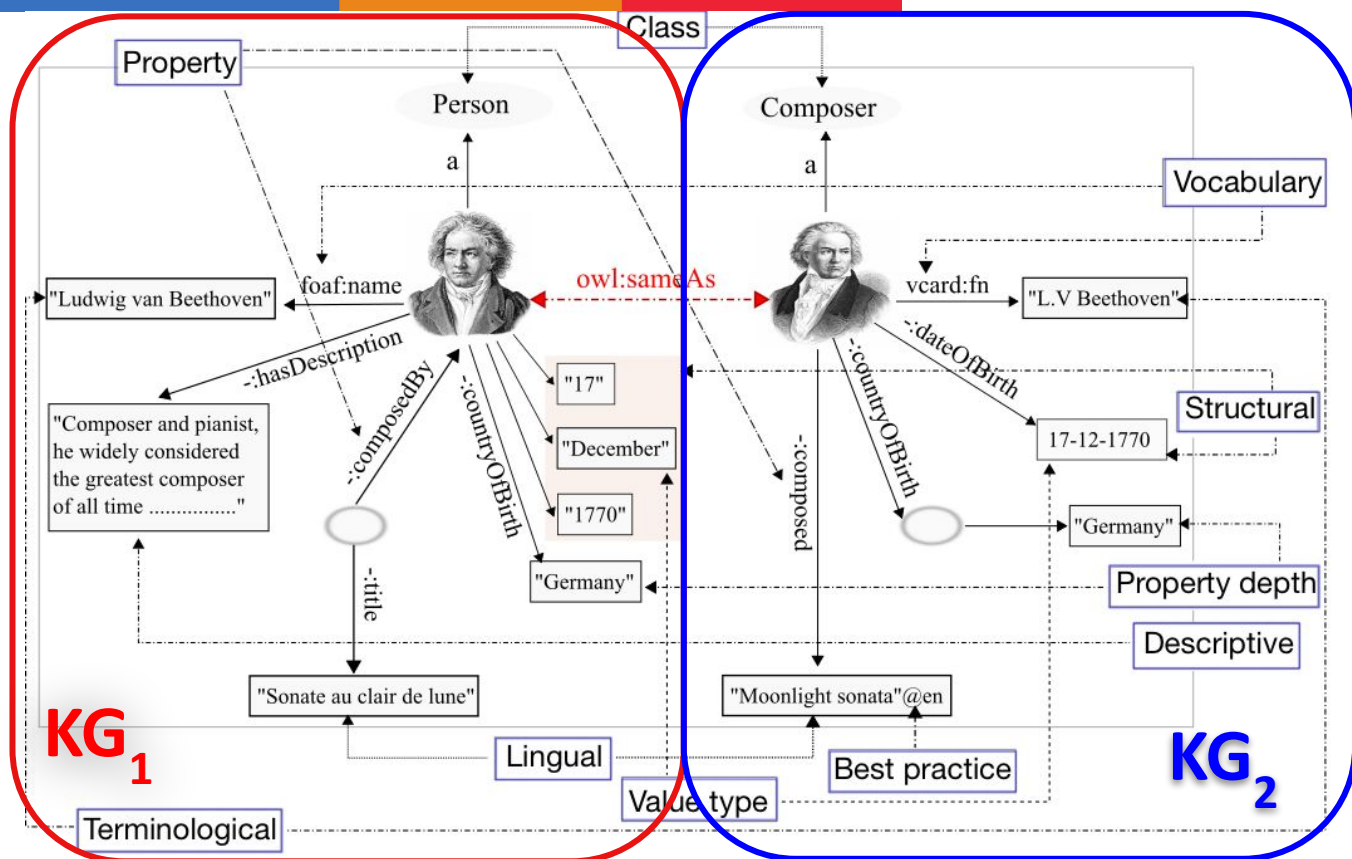 Class
Property
Person
Composer
a
a
Vocabulary
owl:sameAs
foaf:name
vcard:fn
"Ludwig van Beethoven"
"L.V Beethoven"
-:hasDescription
-:dateOfBirth
-:composedBy
-:countryOfBirth
-:countryOfBirth
"17"
Structural
"Composer and pianist,
he widely considered
the greatest composer
of all time ................"
"December"
17-12-1770
-:composed
"1770"
"Germany"
"Germany"
Property depth
-:title
Descriptive
"Sonate au clair de lune"
"Moonlight sonata"@en
KG1
Lingual
Best practice
KG2
Value type
Terminological